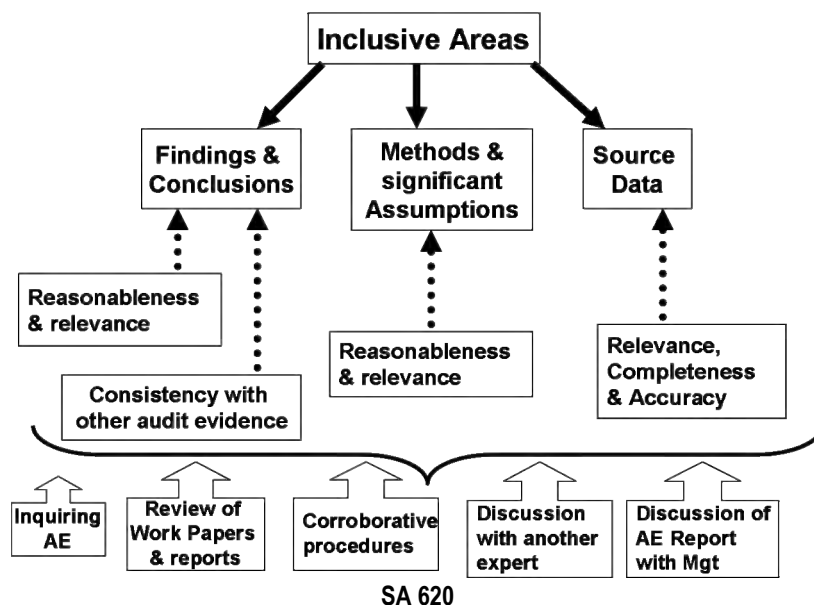 Inclusive Areas
Findings &
Conclusions
Methods &
significant
Assumptions
Source
Data
Reasonableness
& relevance
Consistency with
other audit evidence
Reasonableness
& relevance
Relevance,
Completeness
& Accuracy
Inquiring
AE
Review of
Work Papers
& reports
Corroborative
procedures
Discussion
with another
expert
Discussion of
AE Report
with Mgt
SA 620